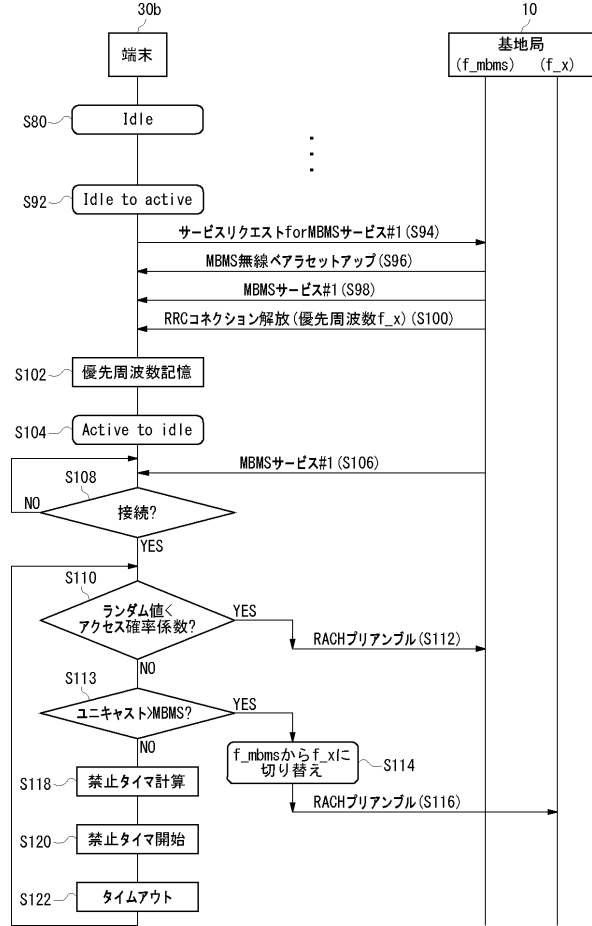 30b
10
端末
基地局
(f_mbms) (f_x)
S80
Idle
S92
Idle to active
サービスリクエストforMBMSサービス#1(S94)
MBMS無線ベアラセットアップ(S96)
MBMSサービス#1(S98)
RRCコネクション解放(優先周波数f_x)(S100)
S102
優先周波数記憶
S104
Active to idle
MBMSサービス#1(S106)
S108
NO
接続?
YES
S110
ランダム値<
アクセス確率係数?
YES
RACHプリアンブル(S112)
NO
S113
ユニキャスト>MBMS?
YES
NO
f_mbmsからf_xに
切り替え
S114
S118
禁止タイマ計算
RACHプリアンブル(S116)
S120
禁止タイマ開始
S122
タイムアウト